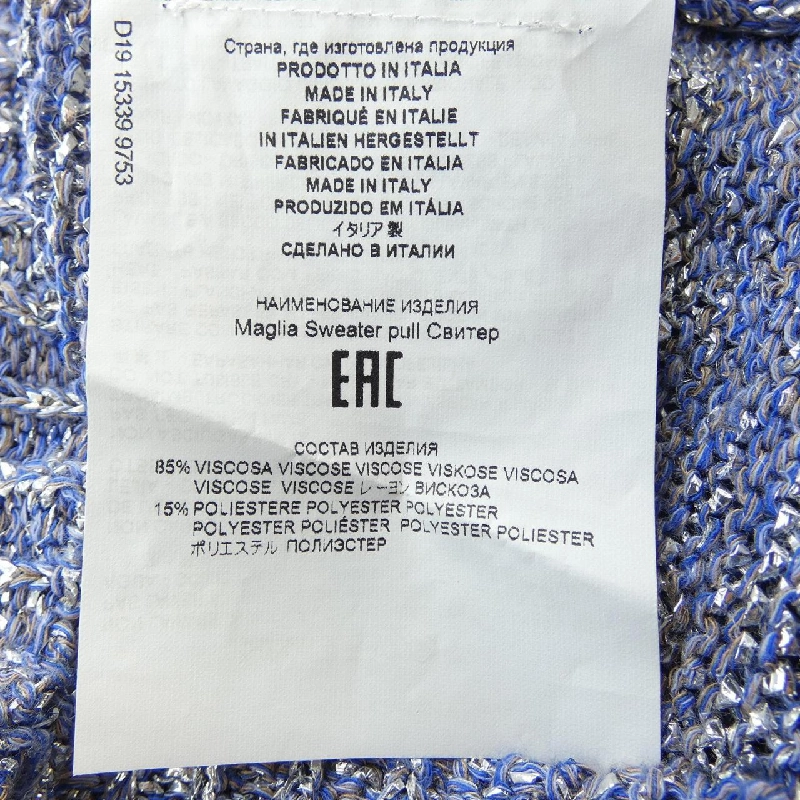 D19 15339 9753
Страна, где изготовлена продукция
PRODOTTO IN ITALIA
MADE IN ITALY
FABRIQUÉ EN ITALIE
IN ITALIEN HERGESTELLT
FABRICADO EN ITALIA
MADE IN ITALY
PRODUZIDO EM ITÁLIA
イタリア製
СДЕЛАНО В ИТАЛИИ
НАИМЕНОВАНИЕ ИЗДЕЛИЯ
Maglia Sweater pull Свитер
EAC
СОСТАВ ИЗДЕЛИЯ
85% VISCOSA VISCOSE VISCOSE VISKOSE VISCOSA
VISCOSE VISCOSE レーヨン ВИСКОЗА
15% POLIESTERE POLYESTER POLYESTER
POLYESTER POLIÉSTER POLYESTER POLIESTER
ポリエステル ПОЛИЭСТЕР